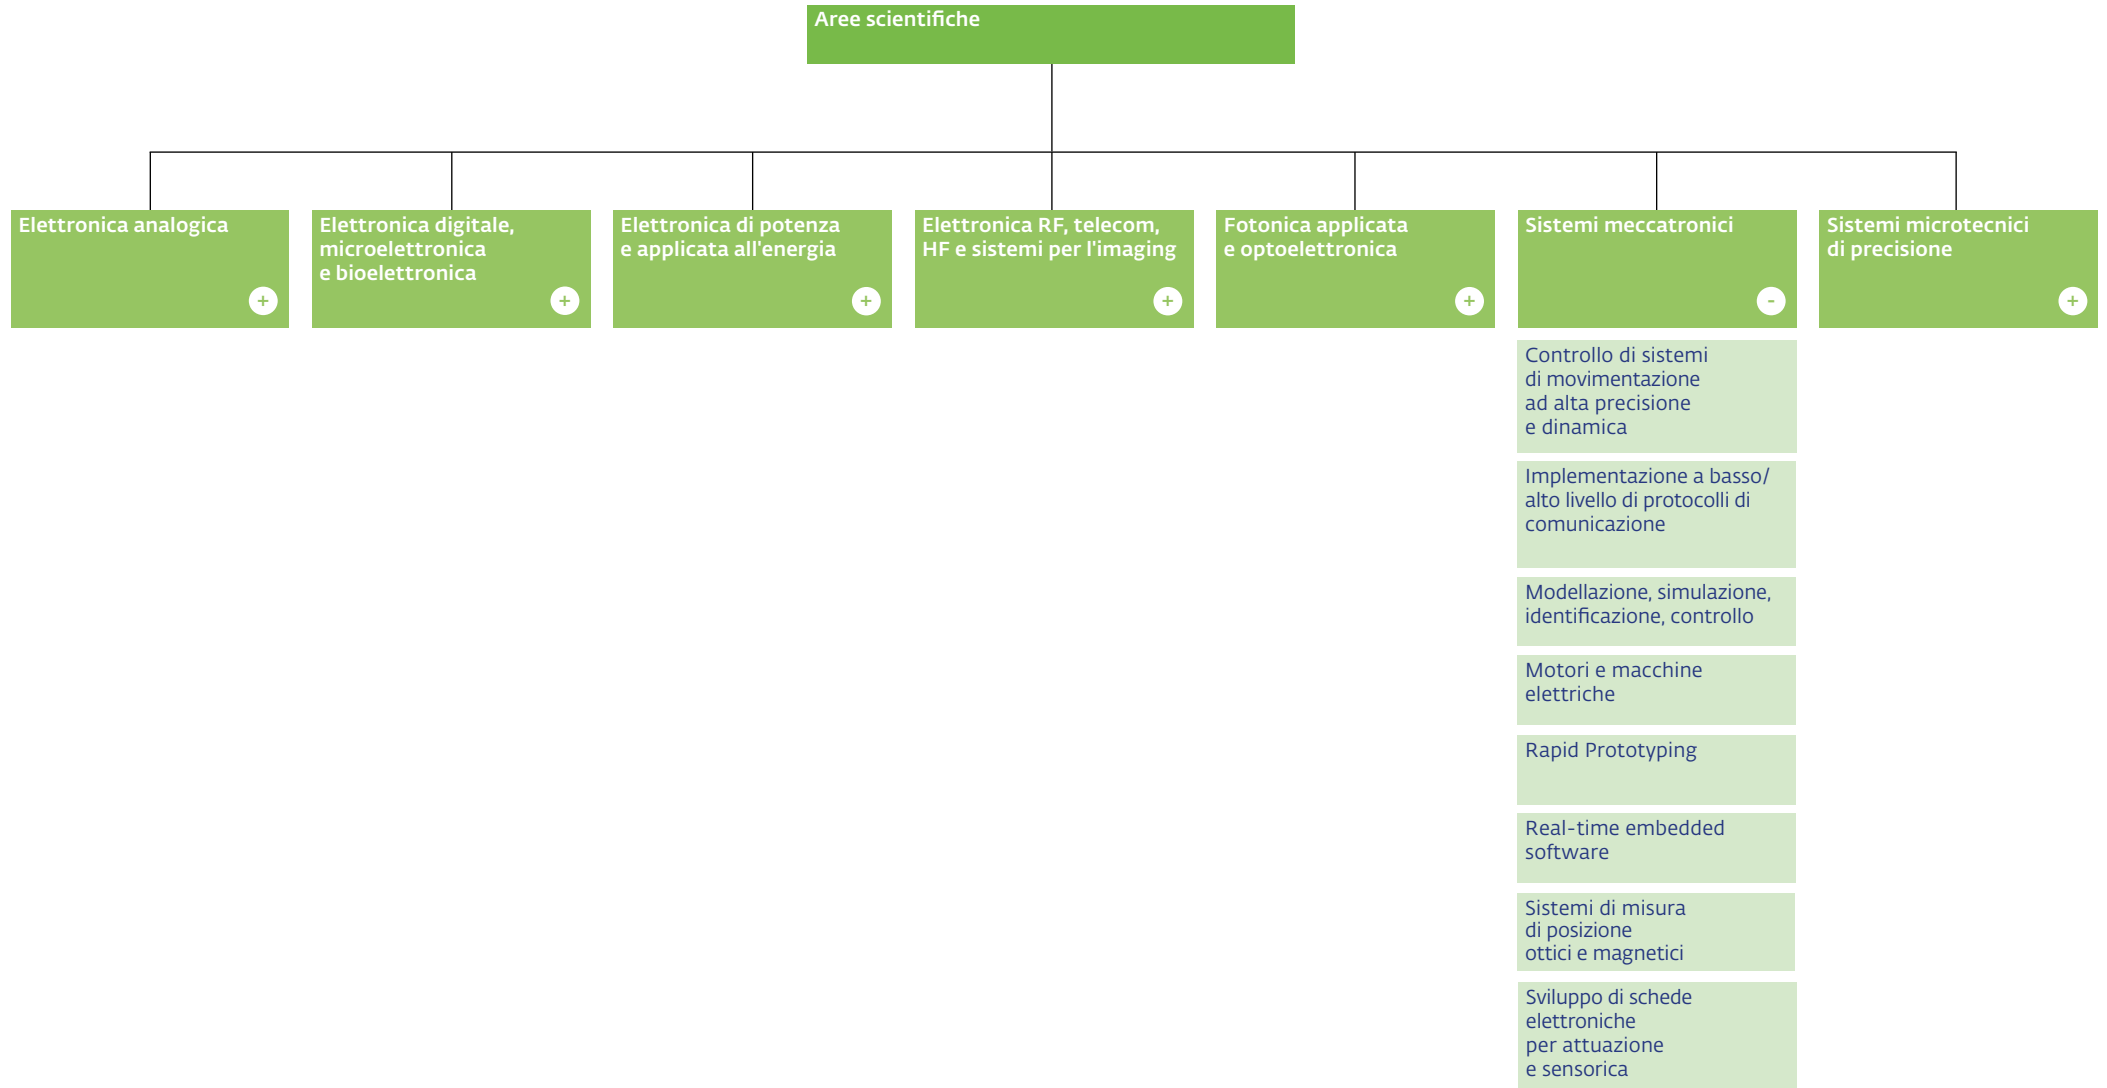 Aree scientifiche
Elettronica analogica
+
Elettronica digitale,
microelettronica
e bioelettronica
+
Elettronica di potenza
e applicata all'energia
+
Elettronica RF, telecom,
HF e sistemi per l'imaging
+
Fotonica applicata
e optoelettronica
+
Sistemi meccatronici
-
Sistemi microtecnici
di precisione
+
Controllo di sistemi
di movimentazione
ad alta precisione
e dinamica
Implementazione a basso/
alto livello di protocolli di
comunicazione
Modellazione, simulazione,
identificazione, controllo
Motori e macchine
elettriche
Rapid Prototyping
Real-time embedded
software
Sistemi di misura
di posizione
ottici e magnetici
Sviluppo di schede
elettroniche
per attuazione
e sensorica